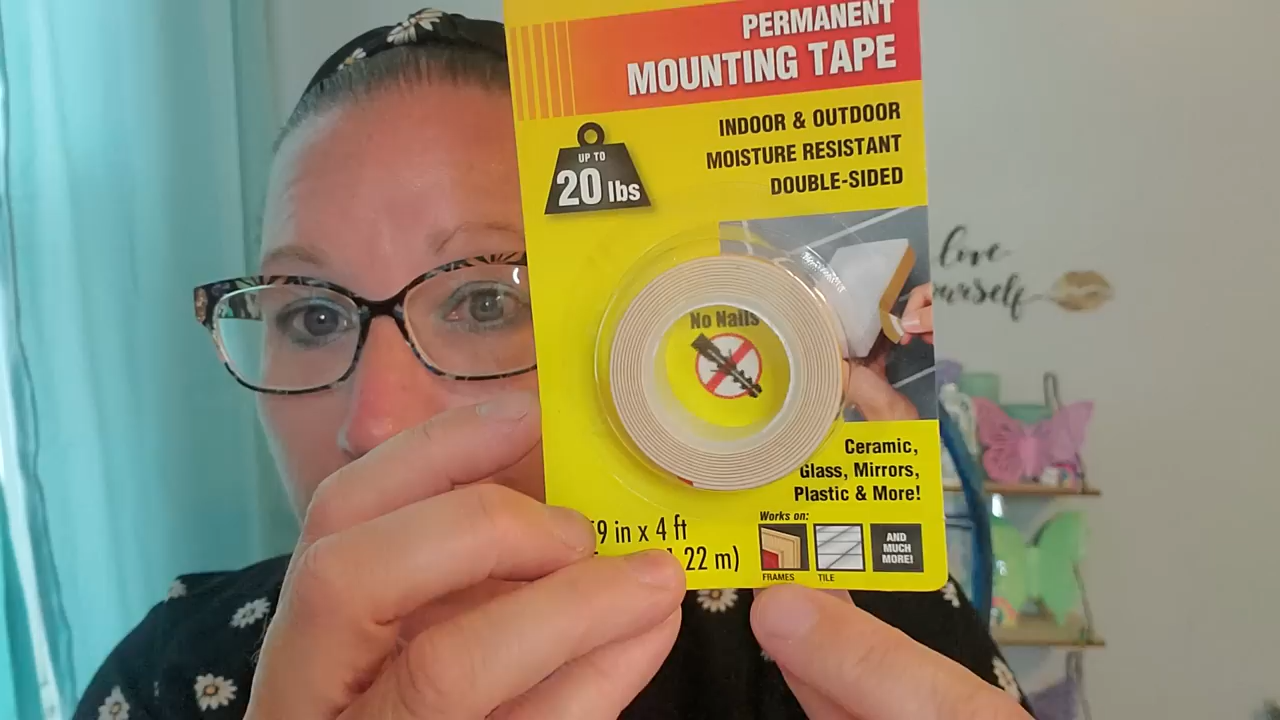 PERMANENT
MOUNTING TAPE
INDOOR & OUTDOOR
MOISTURE RESISTANT
DOUBLE-SIDED
UP TO
20 lbs
No Nails
Ceramic,
Glass, Mirrors,
Plastic & More!
9 in x 4 ft
22 m)
Works on:
FRAMES
TILE
AND
MUCH
MORE!
love